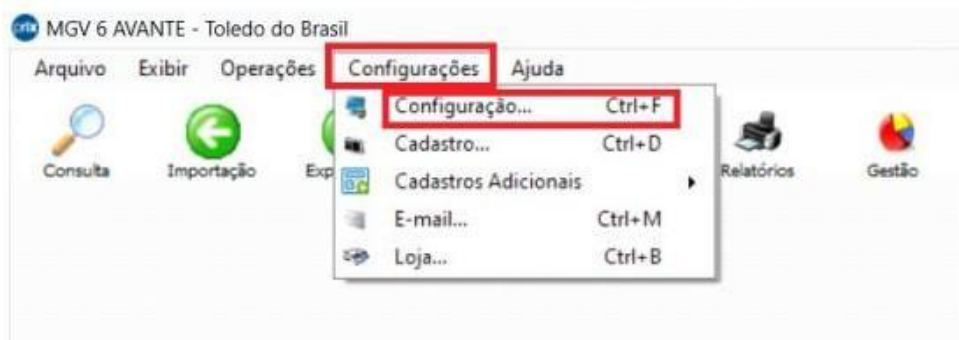 MGV 6 AVANTE - Toledo do Brasil
Arquivo Exibir Operações Configurações Ajuda
Configuração... Ctrl+F
Cadastro... Ctrl+D
Cadastros Adicionais
E-mail... Ctrl+M
Loja... Ctrl+B
Consulta Importação Exp Relatórios Gestão